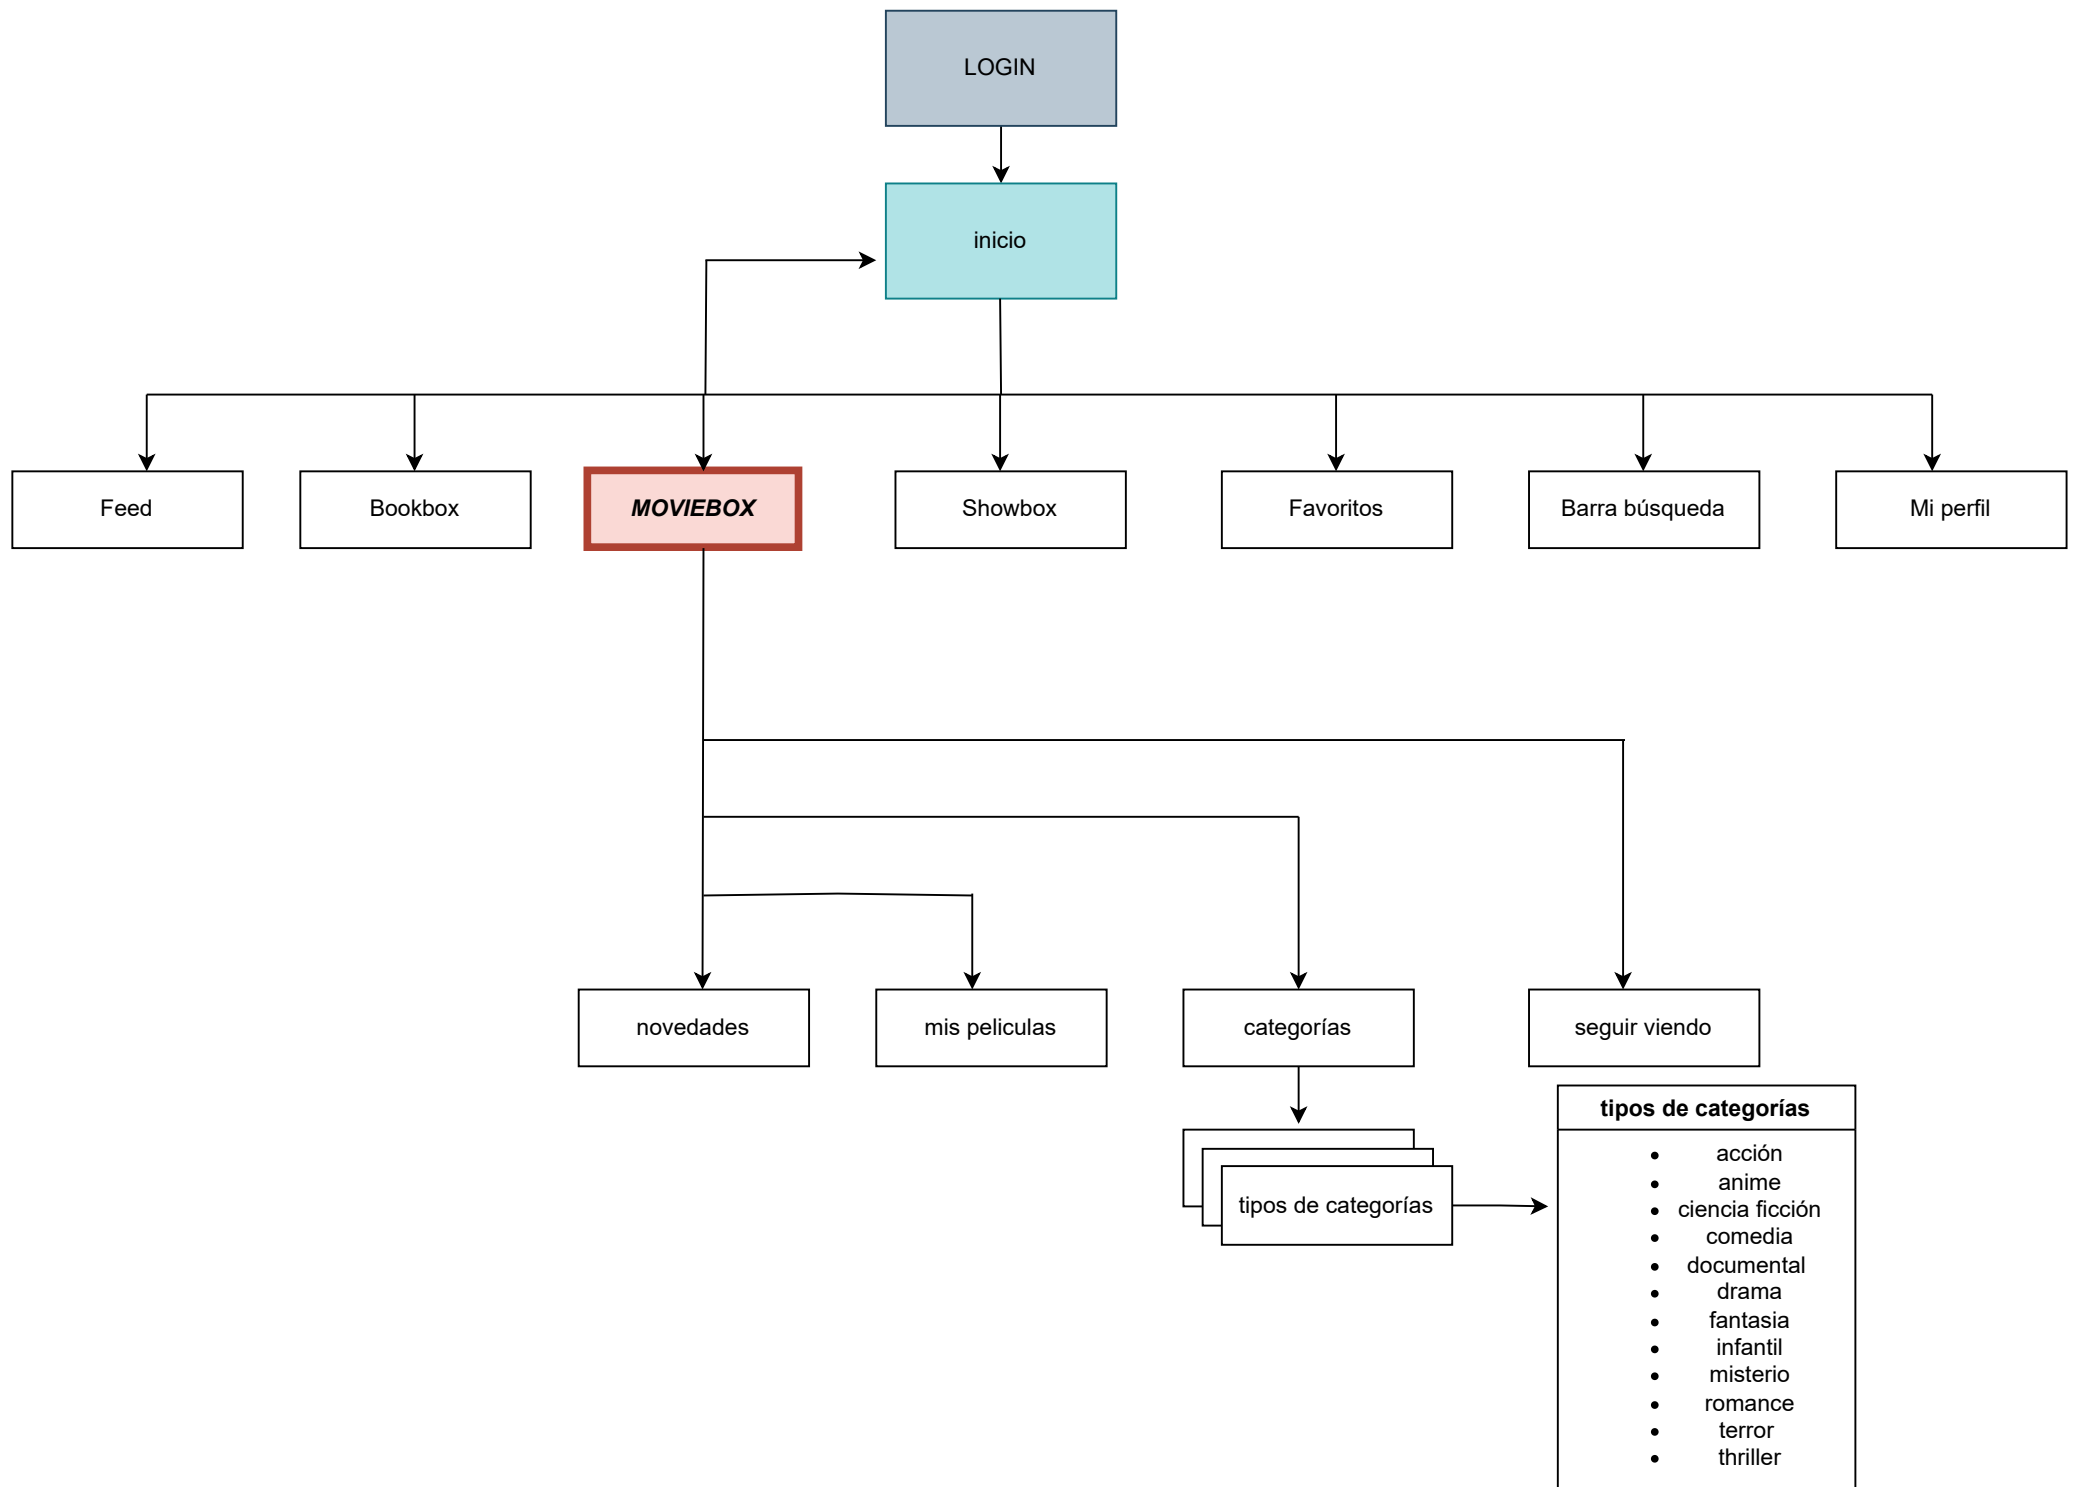 LOGIN
inicio
Feed
Bookbox
MOVIEBOX
Showbox
Favoritos
Barra búsqueda
Mi perfil
novedades
mis peliculas
categorías
seguir viendo
tipos de categorías
tipos de categorías
acción
anime
ciencia ficción
comedia
documental
drama
fantasia
infantil
misterio
romance
terror
thriller